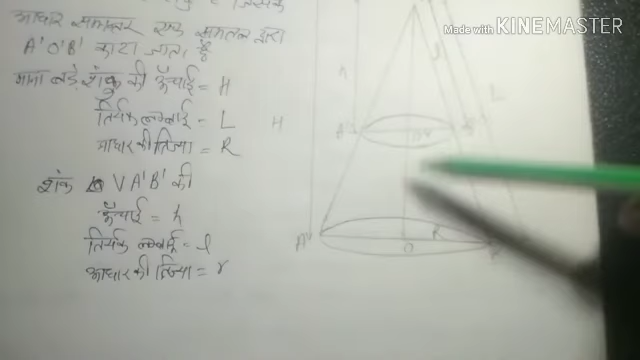 आधार समान्तर एक समतल द्वारा
A'O'B' काटा जाता है
माना बड़े शंकु की ऊँचाई = H
तिर्यक लम्बाई = L
आधार की त्रिज्या = R
शंकु VA'B' की
ऊँचाई = h
तिर्यक लम्बाई = l
आधार की त्रिज्या = r
Made with KINEMASTER
h
L
H
A'
A
R
O